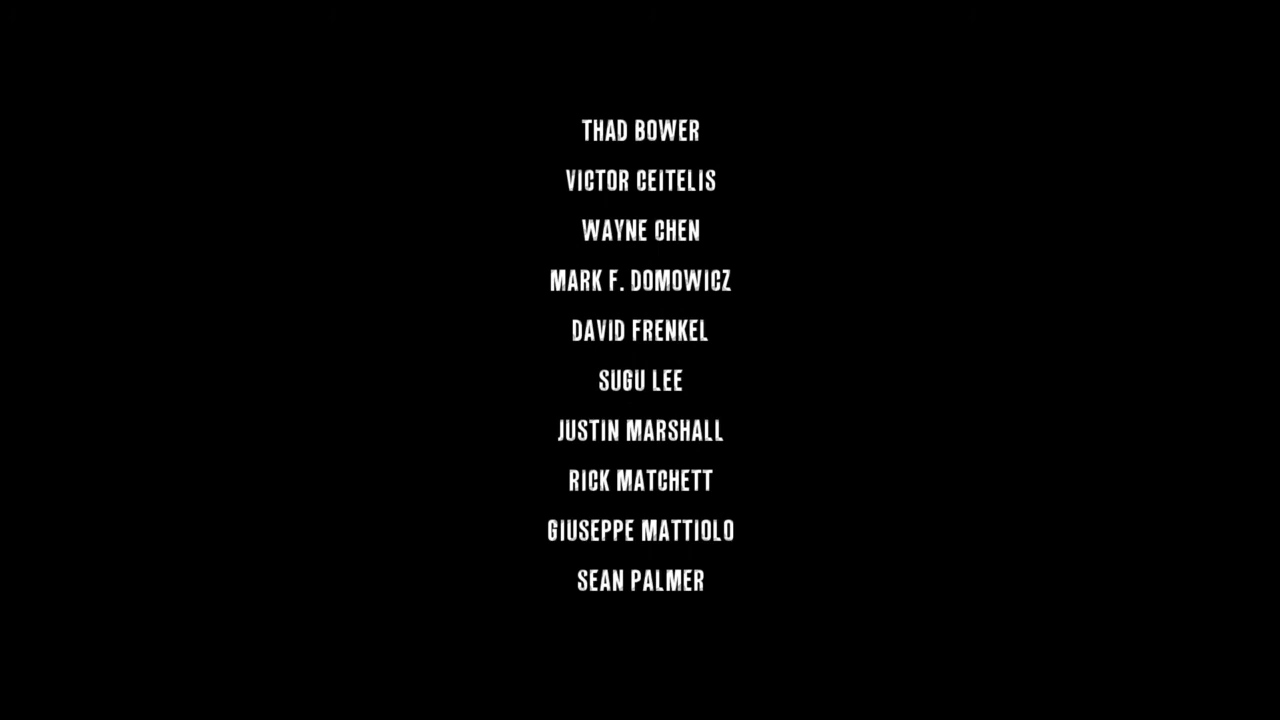 THAD BOWER
VICTOR CEITELIS
WAYNE CHEN
MARK F. DOMOWICZ
DAVID FRENKEL
SUGU LEE
JUSTIN MARSHALL
RICK MATCHETT
GIUSEPPE MATTIOLO
SEAN PALMER